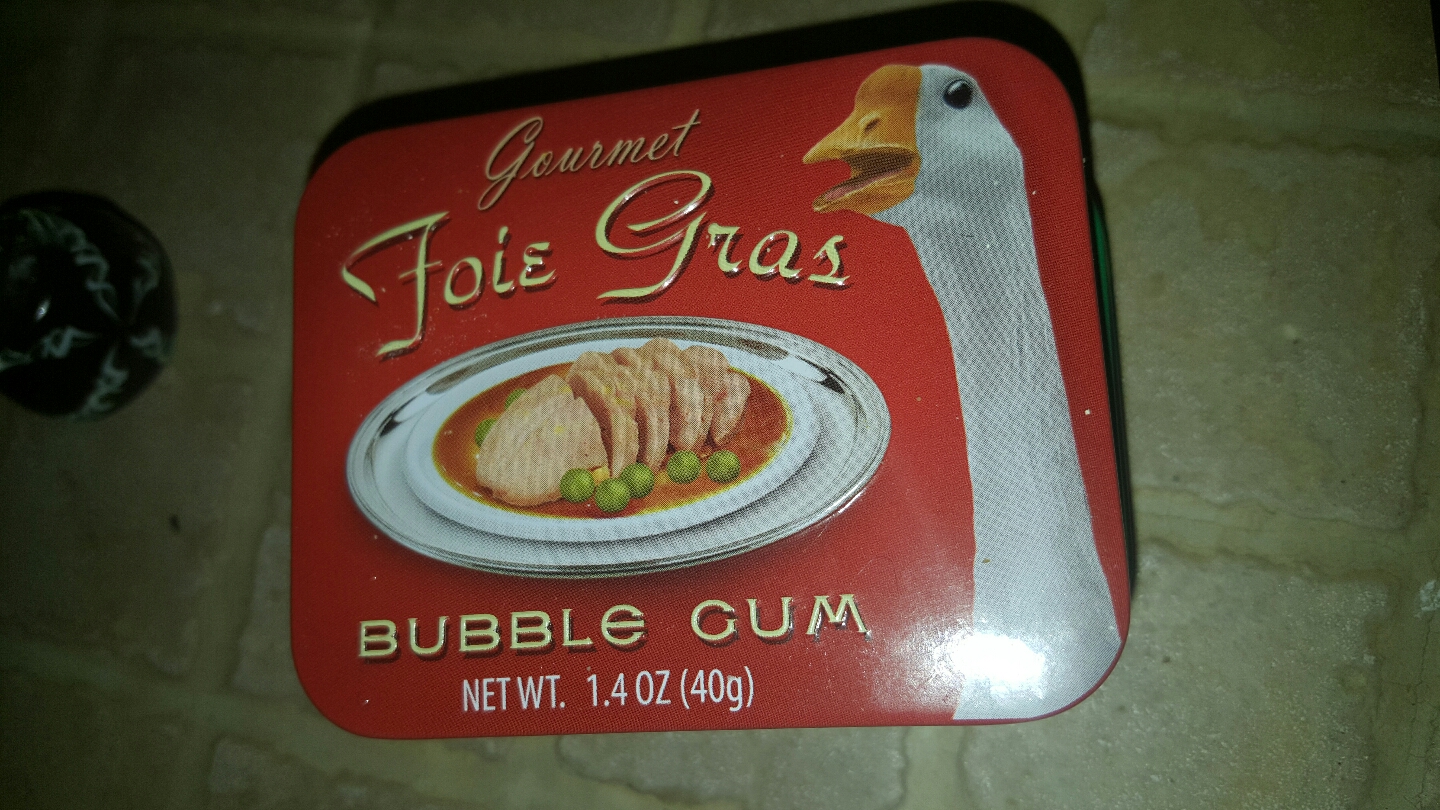 Gourmet
Foie Gras
BUBBLE GUM
NET WT. 1.4 OZ (40g)